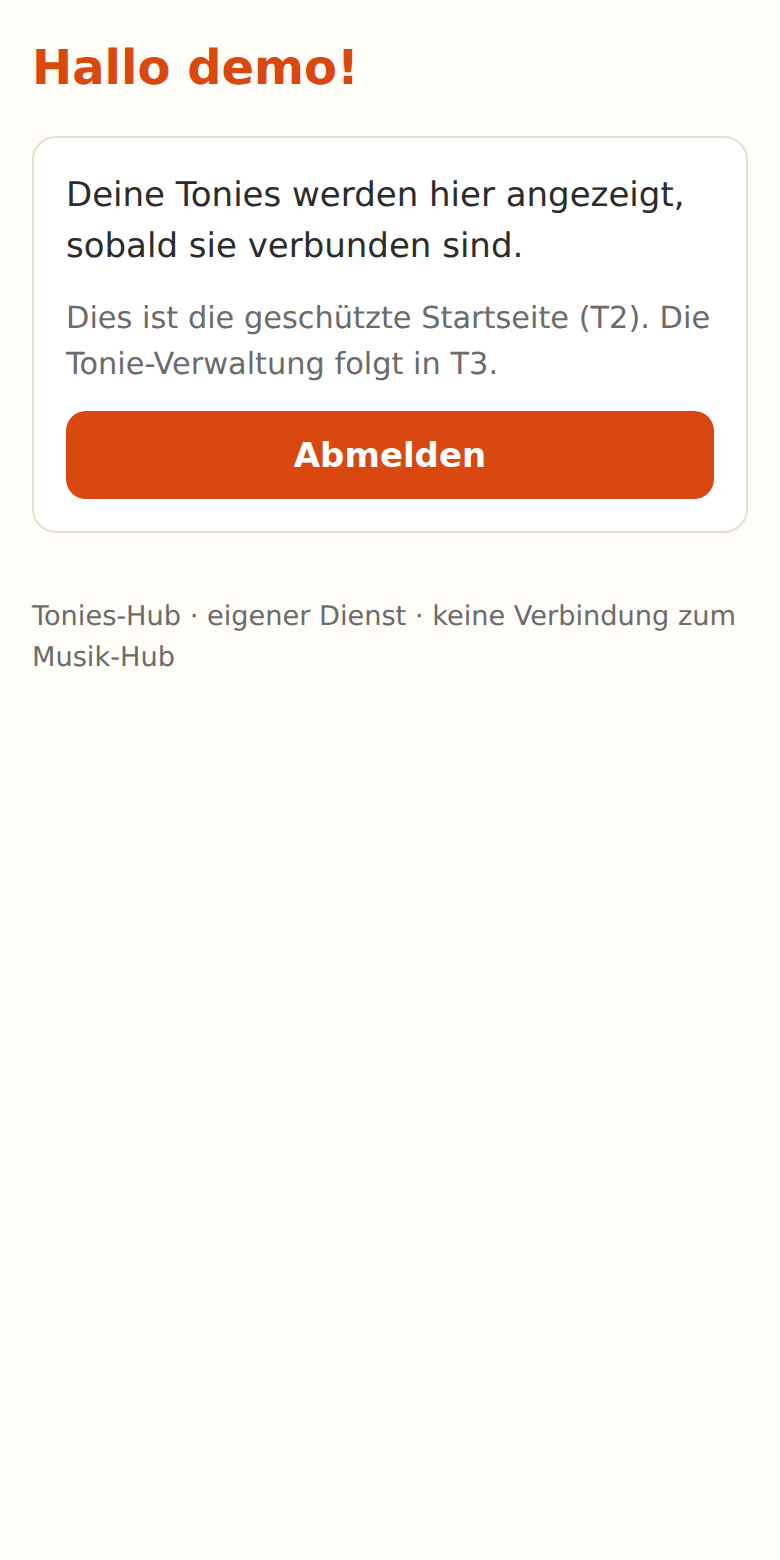 Hallo demo!
Deine Tonies werden hier angezeigt,
sobald sie verbunden sind.
Dies ist die geschützte Startseite (T2). Die
Tonie-Verwaltung folgt in T3.
Abmelden
Tonies-Hub · eigener Dienst · keine Verbindung zum
Musik-Hub